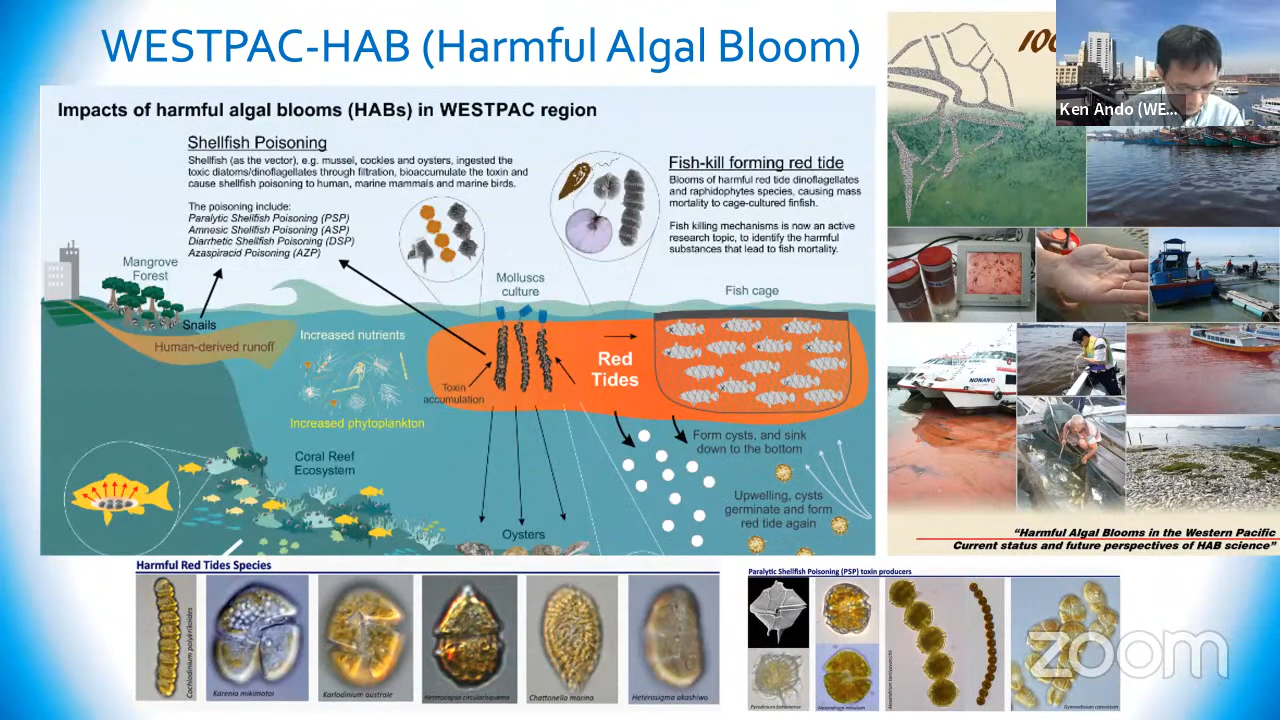 WESTPAC-HAB (Harmful Algal Bloom)
Impacts of harmful algal blooms (HABs) in WESTPAC region
Shellfish Poisoning
Shellfish (as the vector), e.g. mussel, cockles and oysters, ingested the
toxic diatoms/dinoflagellates through filtration, bioaccumulate the toxin and
cause shellfish poisoning to human, marine mammals and marine birds.
The poisoning include:
Paralytic Shellfish Poisoning (PSP)
Amnesic Shellfish Poisoning (ASP)
Diarrhetic Shellfish Poisoning (DSP)
Azaspiracid Poisoning (AZP)
Fish-kill forming red tide
Blooms of harmful red tide dinoflagellates
and raphidophytes species, causing mass
mortality to cage-cultured finfish.
Fish killing mechanisms is now an active
research topic, to identify the harmful
substances that lead to fish mortality.
Mangrove
Forest
Snails
Human-derived runoff
Increased nutrients
Increased phytoplankton
Molluscs
culture
Fish cage
Toxin
accumulation
Red
Tides
Form cysts, and sink
down to the bottom
Upwelling, cysts
germinate and form
red tide again
Coral Reef
Ecosystem
Oysters
Ken Ando (WE...
"Harmful Algal Blooms in the Western Pacific
Current status and future perspectives of HAB science"
Harmful Red Tides Species
Cochlodinium polykrikoides
Karenia mikimotoi
Karlodinium australe
Heterocapsa circularisquama
Chattonella marina
Heterosigma akashiwo
Paralytic Shellfish Poisoning (PSP) toxin producers
Pyrodinium bahamense
Alexandrium minutum
zoom